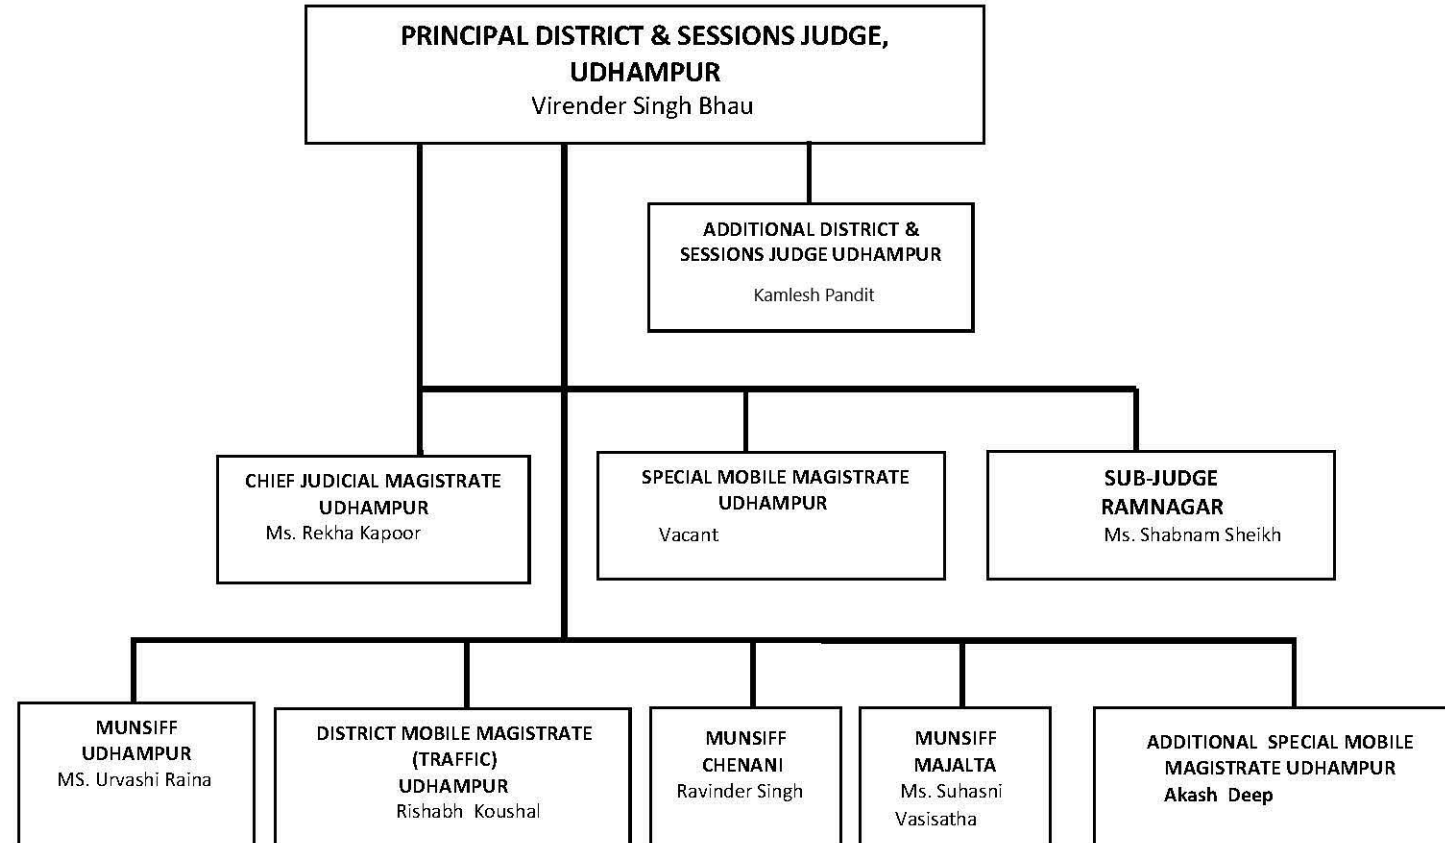 PRINCIPAL DISTRICT & SESSIONS JUDGE,
UDHAMPUR
Virender Singh Bhau
ADDITIONAL DISTRICT &
SESSIONS JUDGE UDHAMPUR
Kamlesh Pandit
CHIEF JUDICIAL MAGISTRATE
UDHAMPUR
Ms. Rekha Kapoor
SPECIAL MOBILE MAGISTRATE
UDHAMPUR
Vacant
SUB-JUDGE
RAMNAGAR
Ms. Shabnam Sheikh
MUNSIFF
UDHAMPUR
MS. Urvashi Raina
DISTRICT MOBILE MAGISTRATE
(TRAFFIC)
UDHAMPUR
Rishabh Koushal
MUNSIFF
CHENANI
Ravinder Singh
MUNSIFF
MAJALTA
Ms. Suhasni
Vasisatha
ADDITIONAL SPECIAL MOBILE
MAGISTRATE UDHAMPUR
Akash Deep